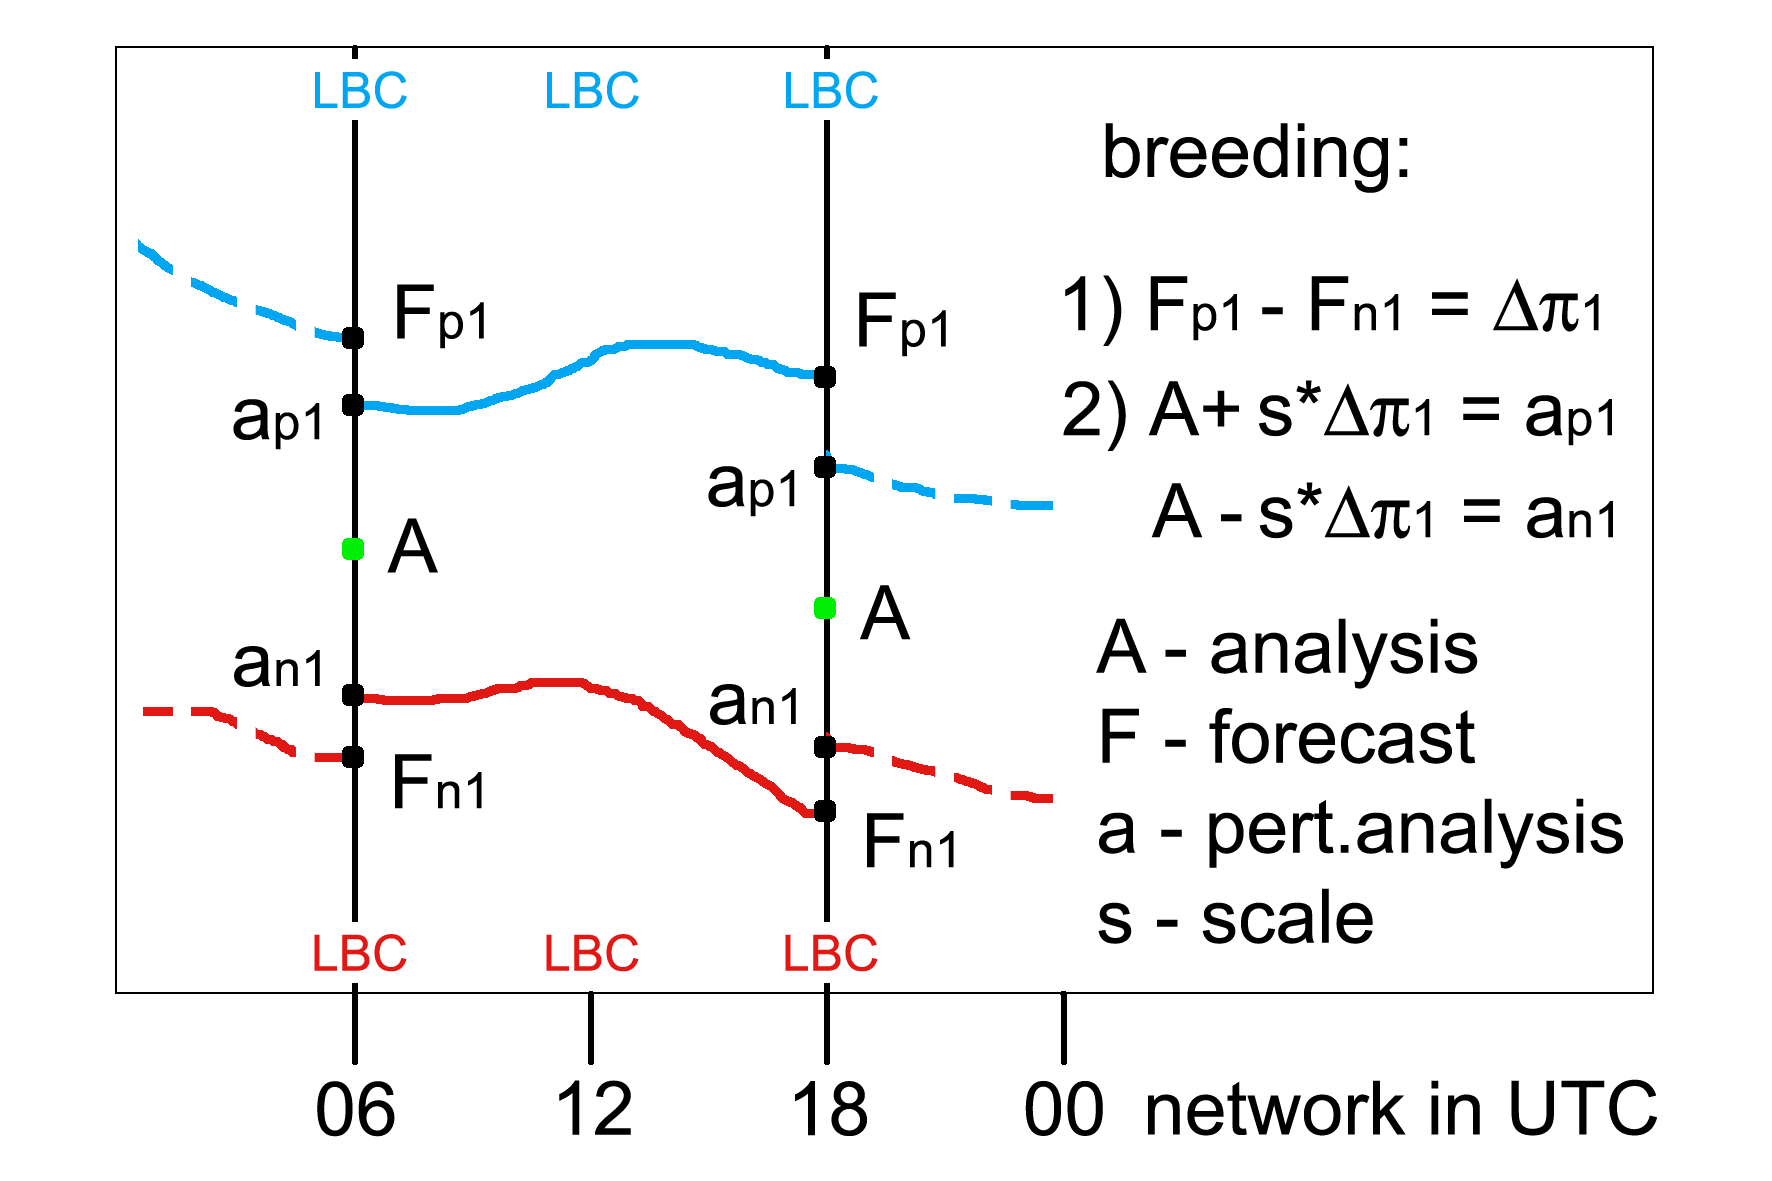 LBC LBC LBC
breeding:
Fp1 Fp1
1) Fp1 - Fn1 = Δπ1
ap1
2) A+ s*Δπ1 = ap1
ap1
A - s*Δπ1 = an1
A
A
A - analysis
an1
an1
F - forecast
Fn1
Fn1
a - pert.analysis
s - scale
LBC LBC LBC
06 12 18 00 network in UTC